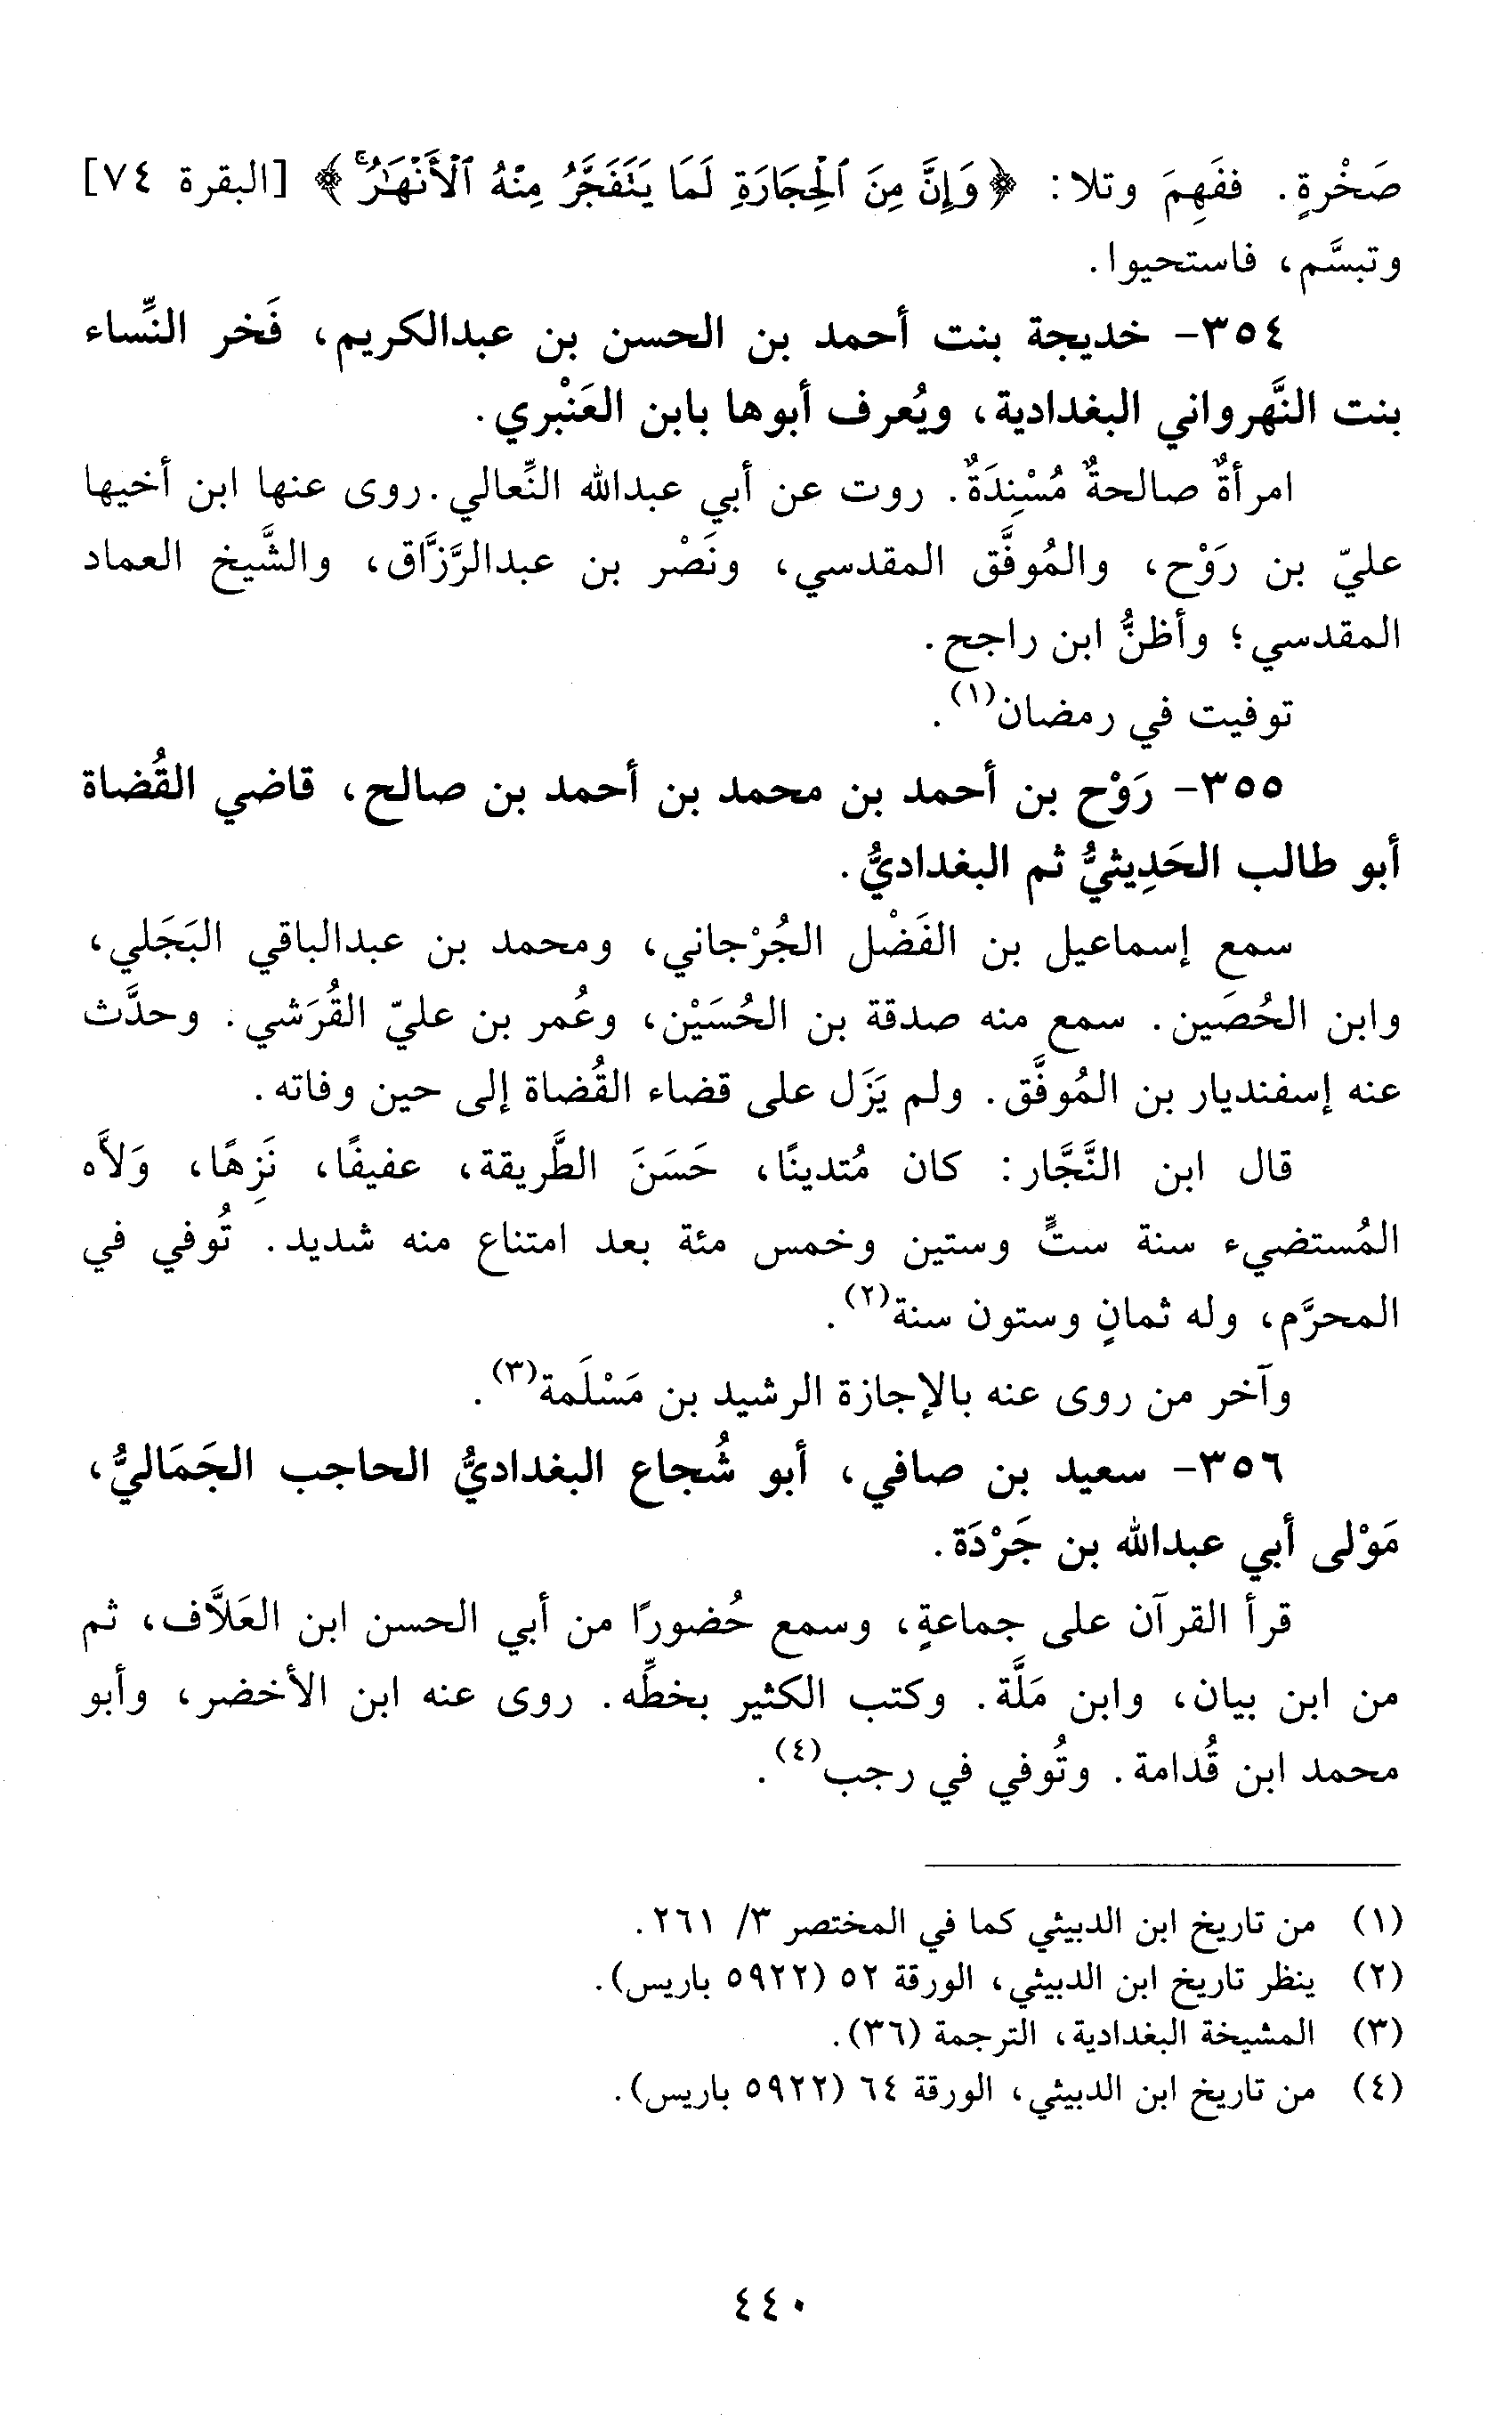 صَخْرةٍ. ففَهِمَ وتلا: ﴿وَإِنَّ مِنَ ٱلْحِجَارَةِ لَمَا يَتَفَجَّرُ مِنْهُ ٱلْأَنْهَـٰرُ ۚ﴾ [البقرة ٧٤]
وتبسَّم، فاستحيوا.
٣٥٤- خديجة بنت أحمد بن الحسن بن عبدالكريم، فَخر النِّساء
بنت النَّهرواني البغدادية، ويُعرف أبوها بابن العَنْبري.
امرأةٌ صالحةٌ مُسْنِدَةٌ. روت عن أبي عبدالله النِّعالي. روى عنها ابن أخيها
عليّ بن رَوْح، والمُوفَّق المقدسي، ونَصْر بن عبدالرَّزَّاق، والشَّيخ العماد
المقدسي؛ وأظنُّ ابن راجح.
توفيت في رمضان(١).
٣٥٥- رَوْح بن أحمد بن محمد بن أحمد بن صالح، قاضي القُضاة
أبو طالب الحَدِيثيُّ ثم البغداديُّ.
سمع إسماعيل بن الفَضْل الجُرْجاني، ومحمد بن عبدالباقي البَجَلي،
وابن الحُصَين. سمع منه صدقة بن الحُسَيْن، وعُمر بن عليّ القُرَشي. وحدَّث
عنه إسفنديار بن المُوفَّق. ولم يَزَل على قضاء القُضاة إلى حين وفاته.
قال ابن النَّجَّار: كان مُتدينًا، حَسَنَ الطَّريقة، عفيفًا، نَزِهًا، وَلاَّه
المُستضيء سنة ستٍّ وستين وخمس مئة بعد امتناع منه شديد. تُوفي في
المحرَّم، وله ثمانٍ وستون سنة(٢).
وآخر من روى عنه بالإجازة الرشيد بن مَسْلَمة(٣).
٣٥٦- سعيد بن صافي، أبو شُجاع البغداديُّ الحاجب الجَمَاليُّ،
مَوْلى أبي عبدالله بن جَرْدَة.
قرأ القرآن على جماعةٍ، وسمع حُضورًا من أبي الحسن ابن العَلاَّف، ثم
من ابن بيان، وابن مَلَّة. وكتب الكثير بخطِّه. روى عنه ابن الأخضر، وأبو
محمد ابن قُدامة. وتُوفي في رجب(٤).
(١) من تاريخ ابن الدبيثي كما في المختصر ٣/ ٢٦١.
(٢) ينظر تاريخ ابن الدبيثي، الورقة ٥٢ (٥٩٢٢ باريس).
(٣) المشيخة البغدادية، الترجمة (٣٦).
(٤) من تاريخ ابن الدبيثي، الورقة ٦٤ (٥٩٢٢ باريس).
٤٤٠